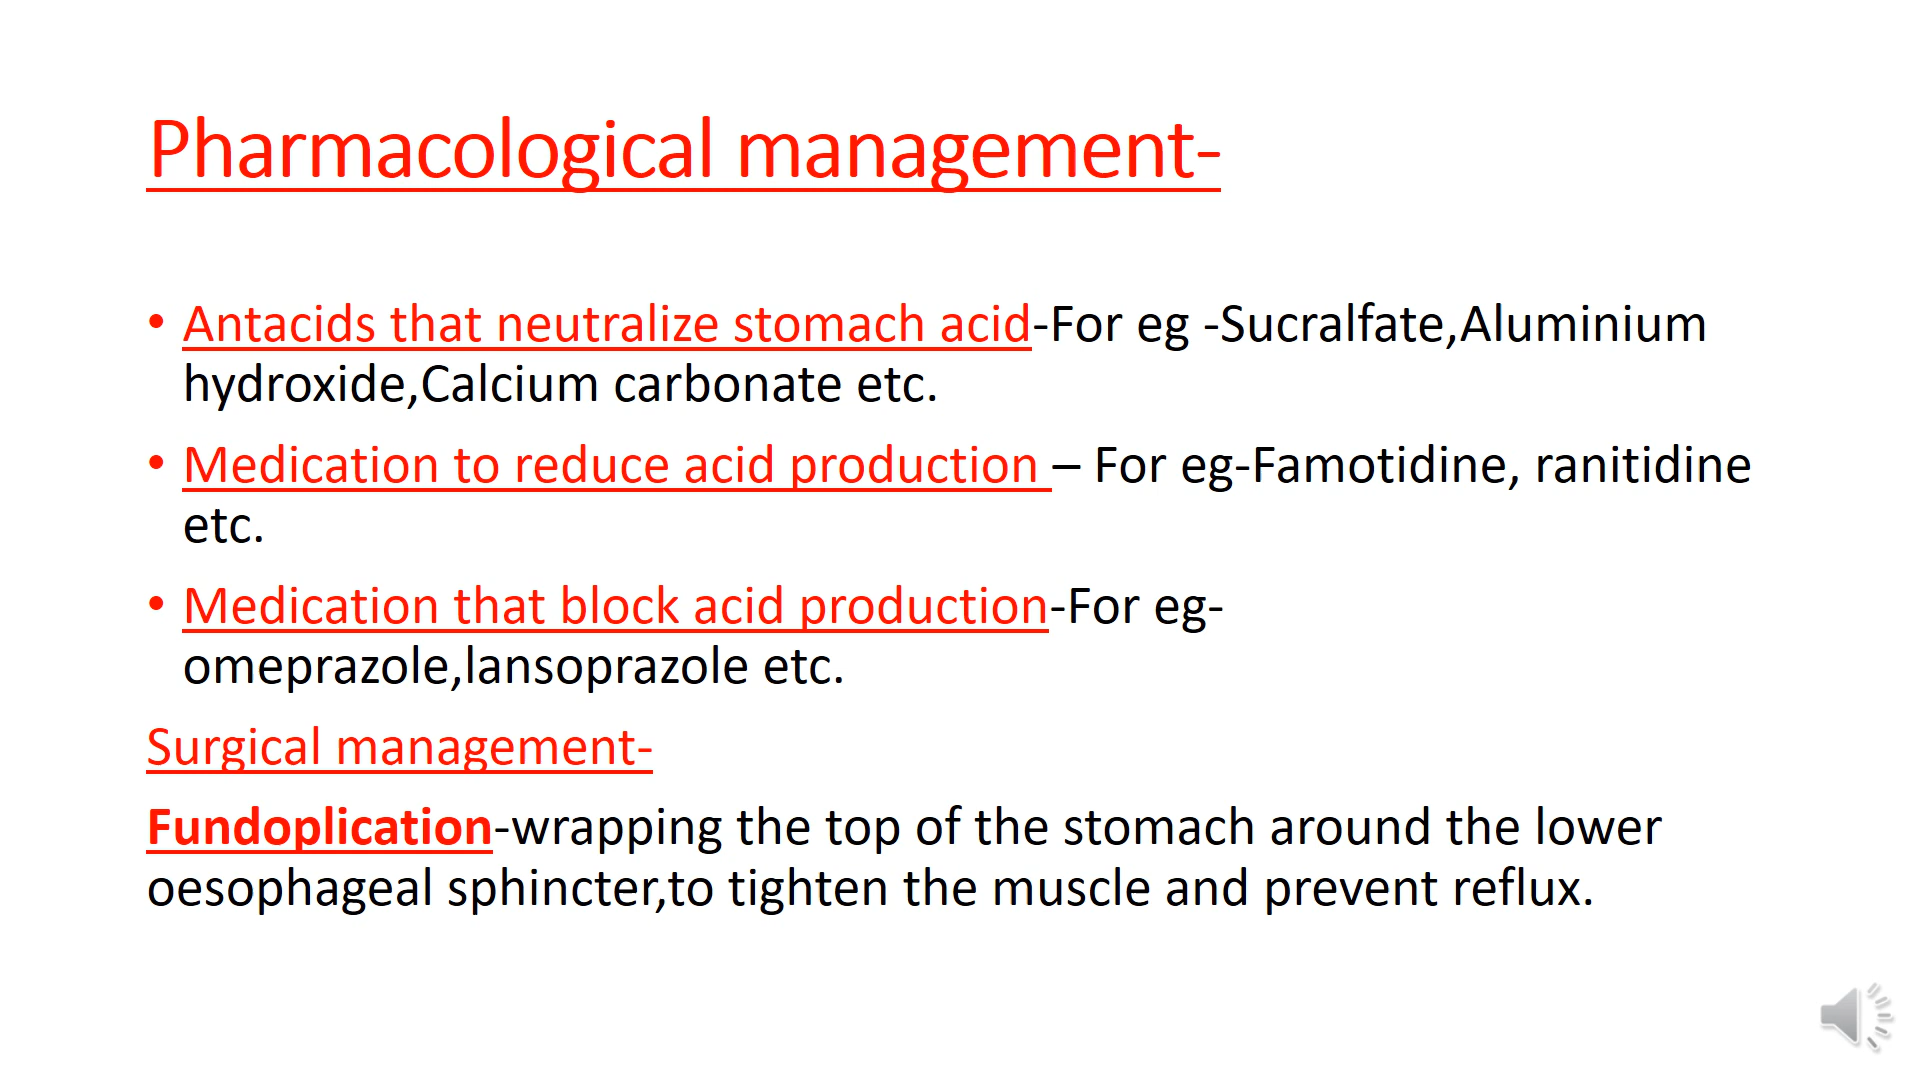 Pharmacological management-
• Antacids that neutralize stomach acid-For eg -Sucralfate,Aluminium
hydroxide,Calcium carbonate etc.
• Medication to reduce acid production – For eg-Famotidine, ranitidine
etc.
• Medication that block acid production-For eg-
omeprazole,lansoprazole etc.
Surgical management-
Fundoplication-wrapping the top of the stomach around the lower
oesophageal sphincter,to tighten the muscle and prevent reflux.